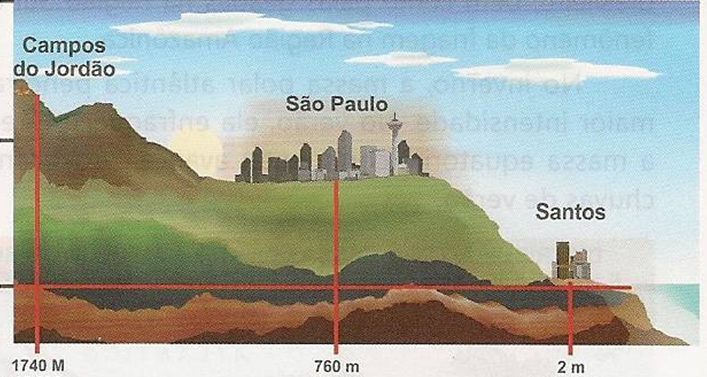 Campos
do Jordão
São Paulo
Santos
1740 M
760 m
2 m